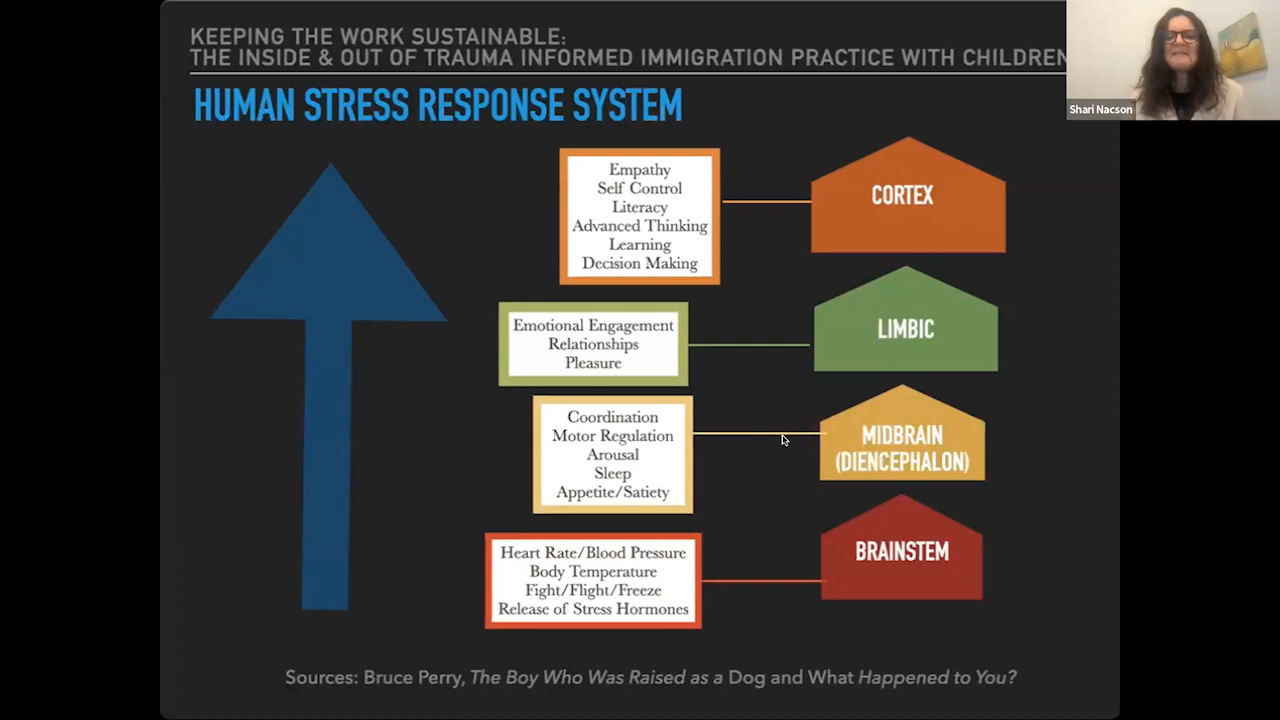 KEEPING THE WORK SUSTAINABLE:
THE INSIDE & OUT OF TRAUMA INFORMED IMMIGRATION PRACTICE WITH CHILDREN
HUMAN STRESS RESPONSE SYSTEM
Shari Nacson
Empathy
Self Control
Literacy
Advanced Thinking
Learning
Decision Making
CORTEX
Emotional Engagement
Relationships
Pleasure
LIMBIC
Coordination
Motor Regulation
Arousal
Sleep
Appetite/Satiety
MIDBRAIN
(DIENCEPHALON)
Heart Rate/Blood Pressure
Body Temperature
Fight/Flight/Freeze
Release of Stress Hormones
BRAINSTEM
Sources: Bruce Perry, The Boy Who Was Raised as a Dog and What Happened to You?